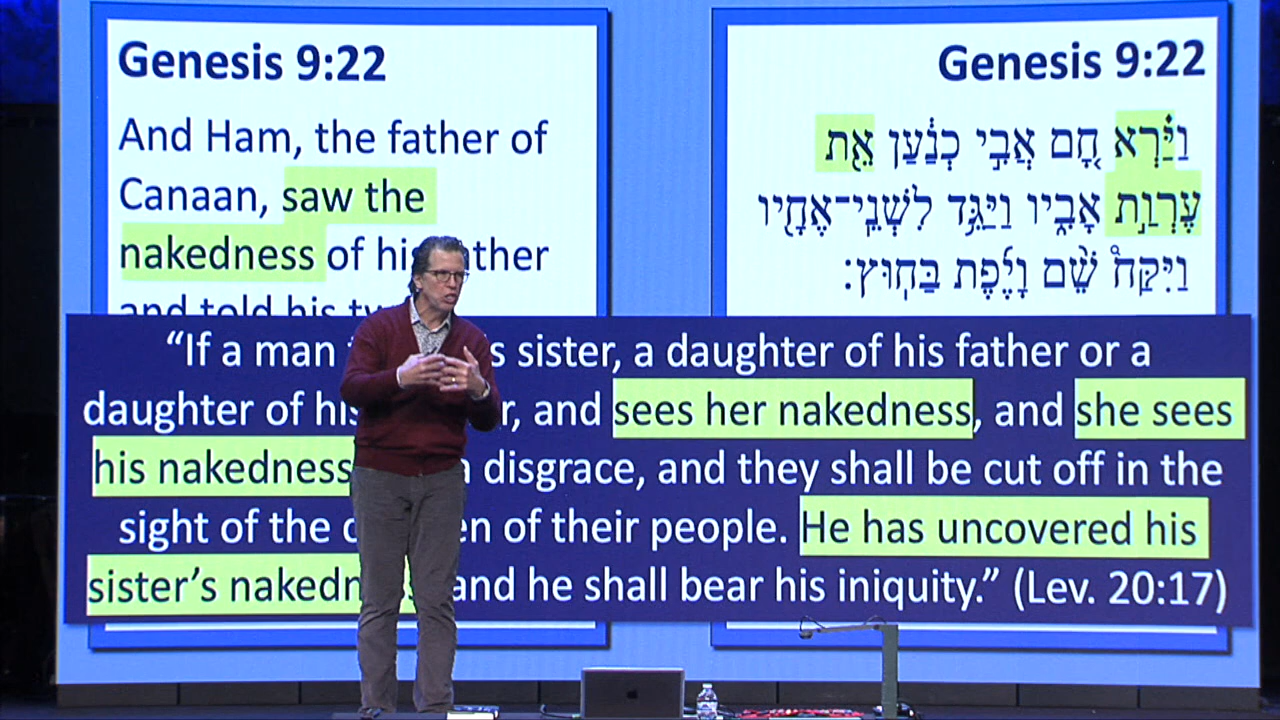 Genesis 9:22
And Ham, the father of
Canaan, saw the
nakedness of
and told his
Genesis 9:22
וַיַּ֗רְא חָ֚ם אֲבִ֣י כְנַ֔עַן אֵ֖ת
עֶרְוַ֣ת אָבִ֑יו וַיַּגֵּ֥ד לִשְׁנֵֽי־אֶחָ֖יו
וַיִּקַּח֯ שֵׁ֨ם וָיֶ֜פֶת בַּחֽוּץ׃
“If a man sister, a daughter of his father or a
daughter of and sees her nakedness, and she sees
his nakedness disgrace, and they shall be cut off in the
sight of the of their people. He has uncovered his
sister’s and he shall bear his iniquity.” (Lev. 20:17)